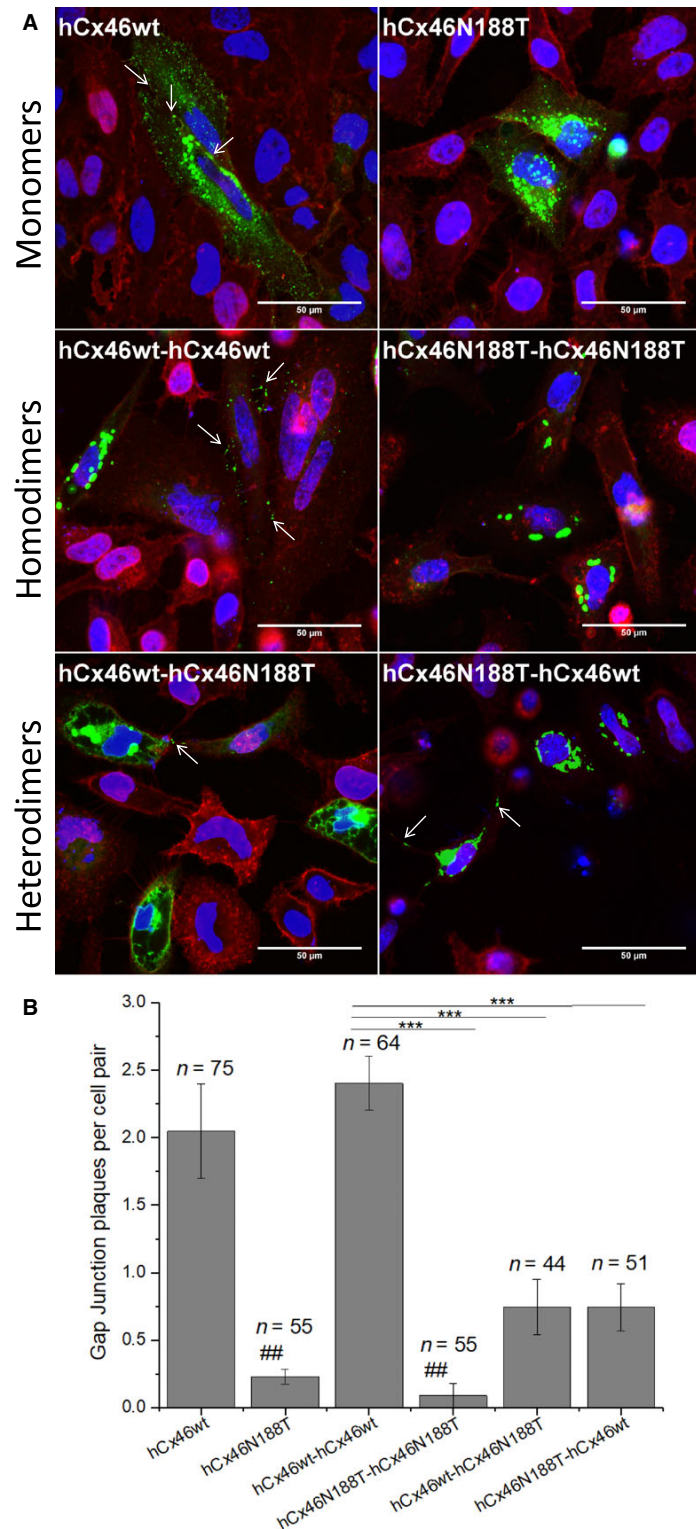 A
hCx46wt
hCx46N188T
Monomers
50 µm
50 µm
hCx46wt-hCx46wt
hCx46N188T-hCx46N188T
Homodimers
50 µm
50 µm
hCx46wt-hCx46N188T
hCx46N188T-hCx46wt
Heterodimers
50 µm
50 µm
B
Gap Junction plaques per cell pair
3.0
2.5
2.0
1.5
1.0
0.5
0.0
***
***
***
n = 75
n = 55
##
n = 64
n = 55
##
n = 44
n = 51
hCx46wt
hCx46N188T
hCx46wt-hCx46wt
hCx46N188T-hCx46N188T
hCx46wt-hCx46N188T
hCx46N188T-hCx46wt